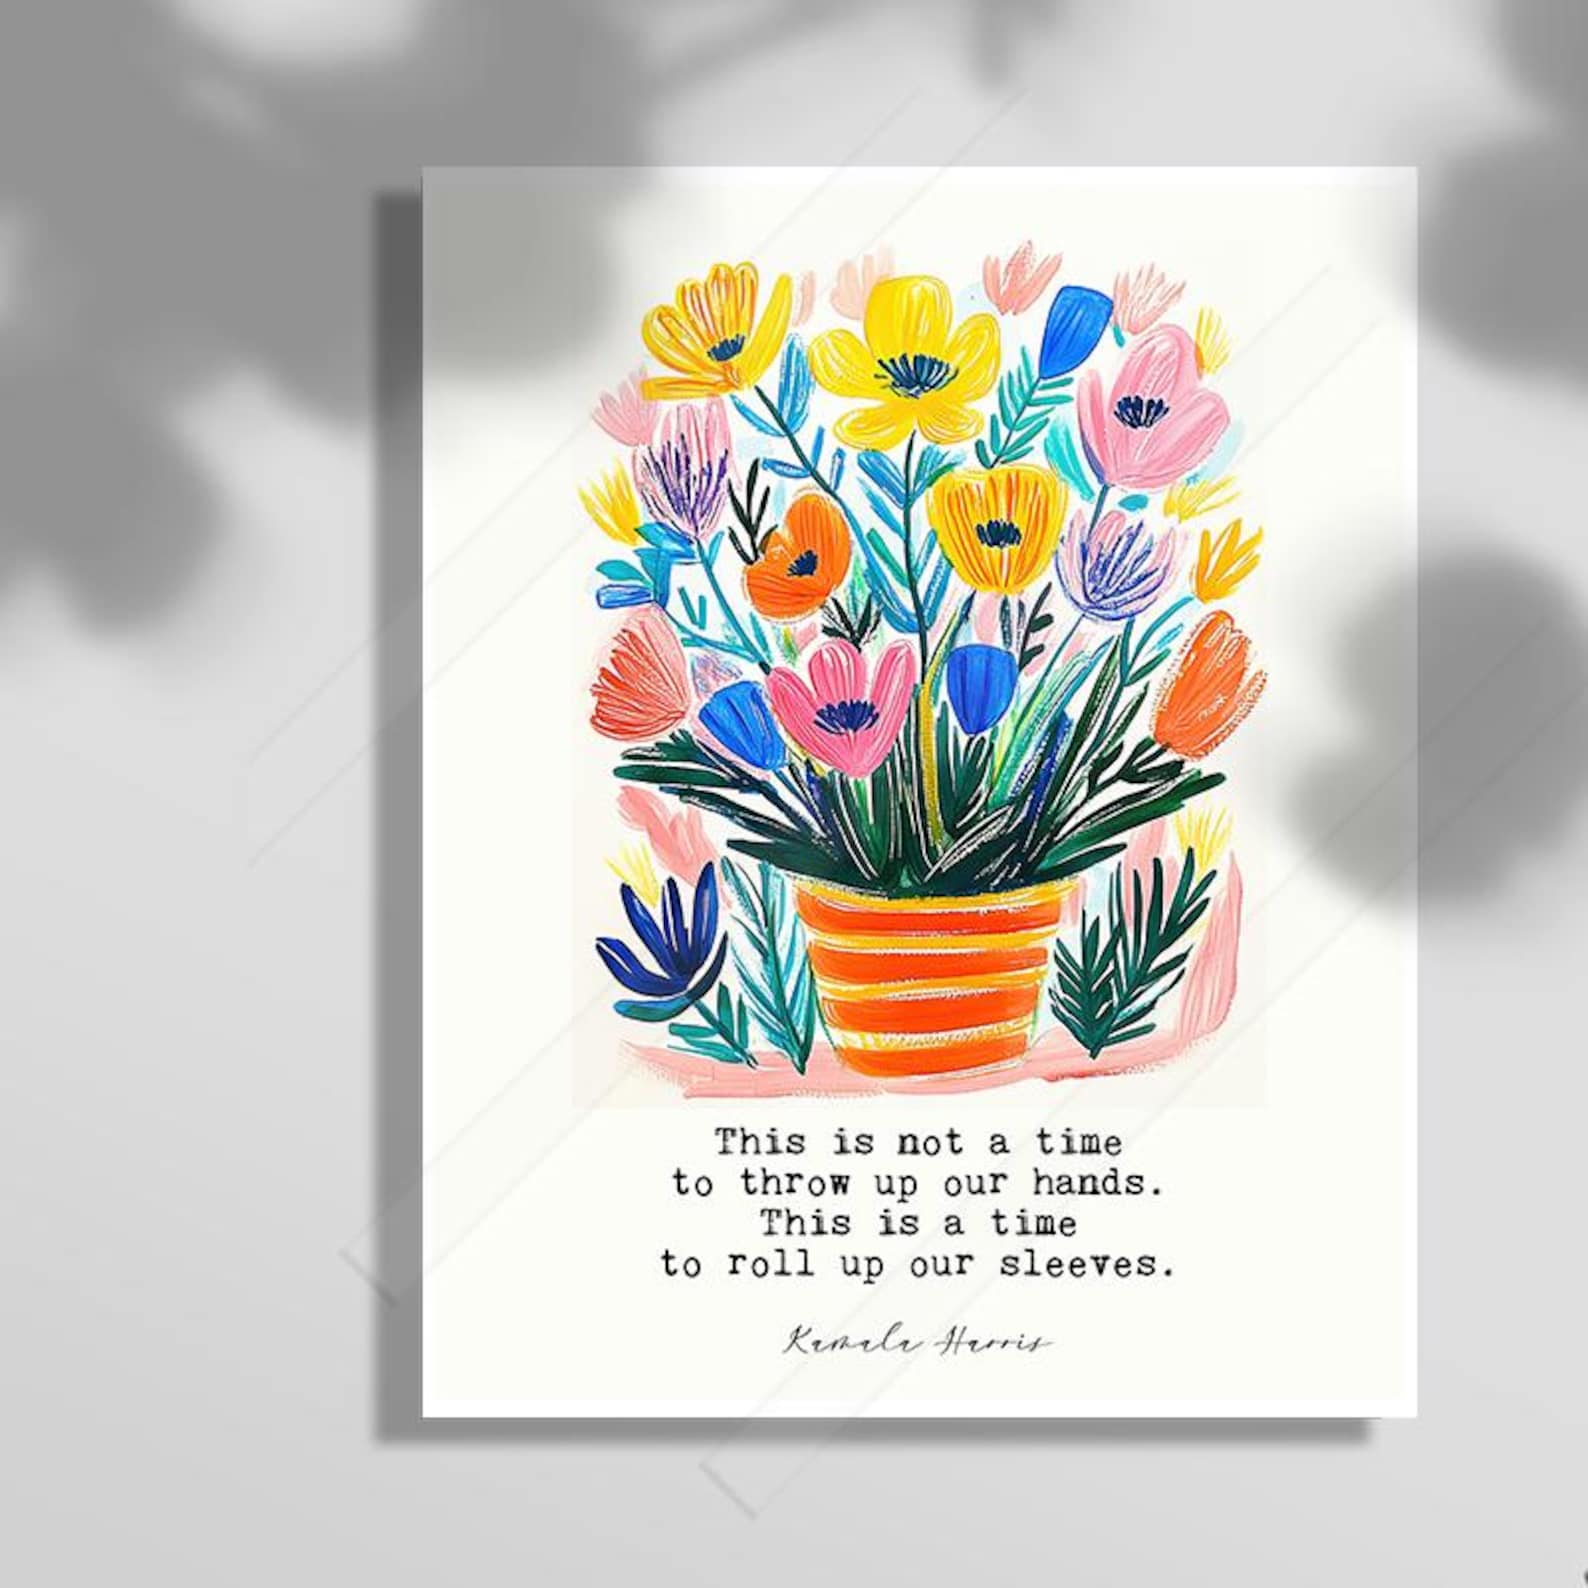 This is not a time
to throw up our hands.
This is a time
to roll up our sleeves.
Kamala Harris